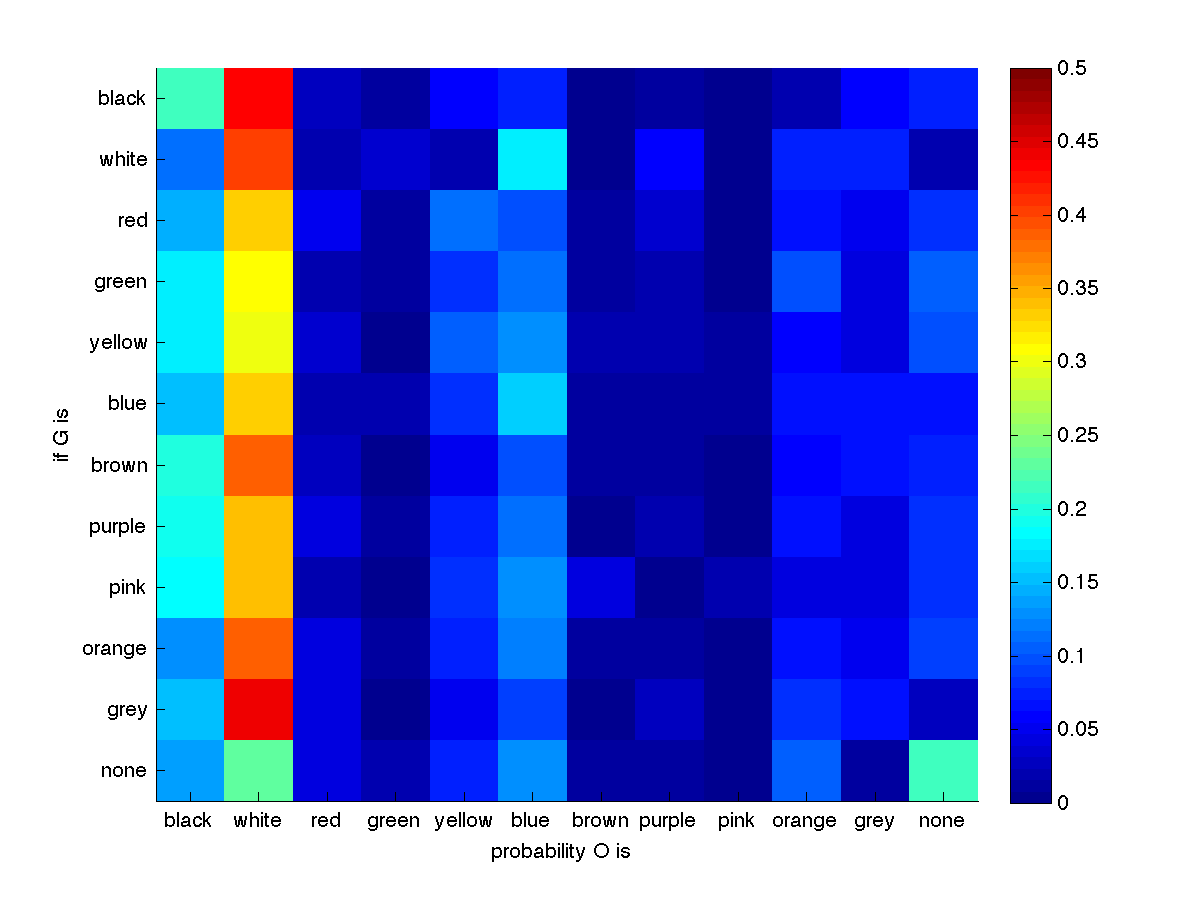 0.5
black
0.45
white
0.4
red
0.35
green
0.3
yellow
0.25
blue
if G is
brown
0.2
purple
0.15
pink
0.1
orange
0.05
grey
none
0
black white red green yellow blue brown purple pink orange grey none
probability O is